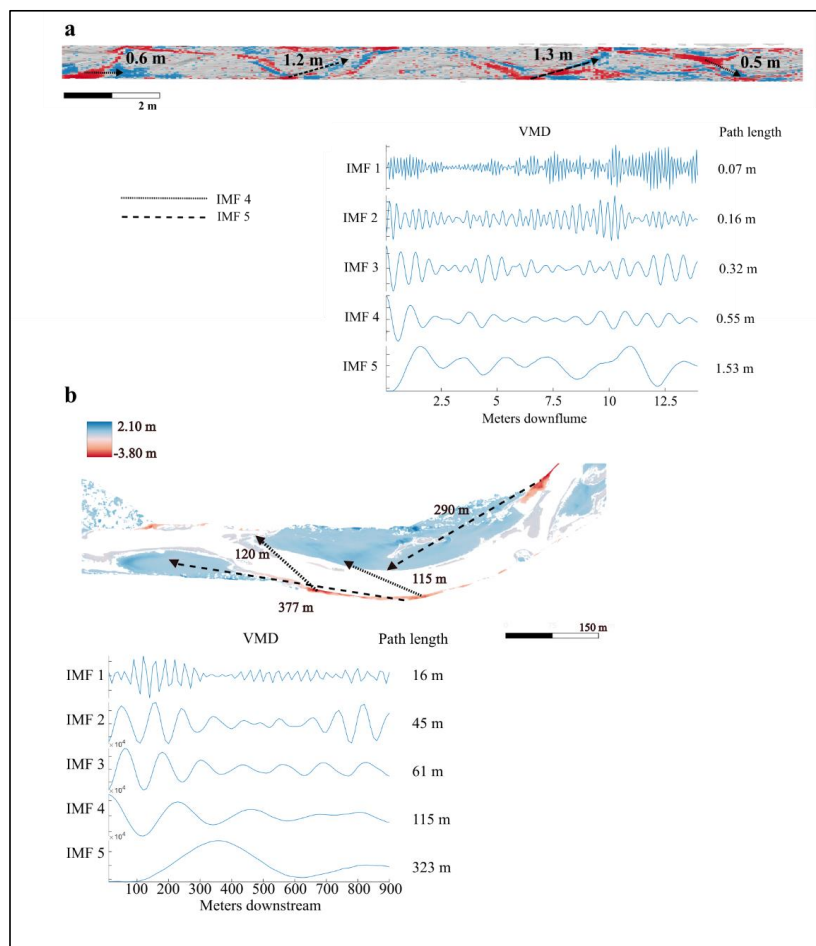 a
0.6 m
1.2 m
1.3 m
0.5 m
2 m
VMD Path length
IMF 4
IMF 5
IMF 1 0.07 m
IMF 2 0.16 m
IMF 3 0.32 m
IMF 4 0.55 m
IMF 5 1.53 m
2.5 5 7.5 10 12.5
Meters downflume
b
2.10 m
-3.80 m
290 m
120 m
115 m
377 m
150 m
VMD Path length
IMF 1 16 m
IMF 2 45 m
×10⁴
IMF 3 61 m
×10⁴
IMF 4 115 m
×10⁴
IMF 5 323 m
100 200 300 400 500 600 700 800 900
Meters downstream